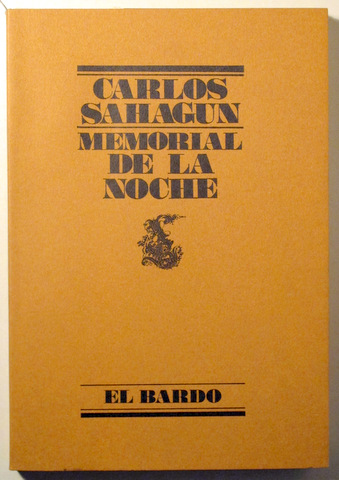 CARLOS
SAHAGUN
MEMORIAL
DE LA
NOCHE
EL BARDO